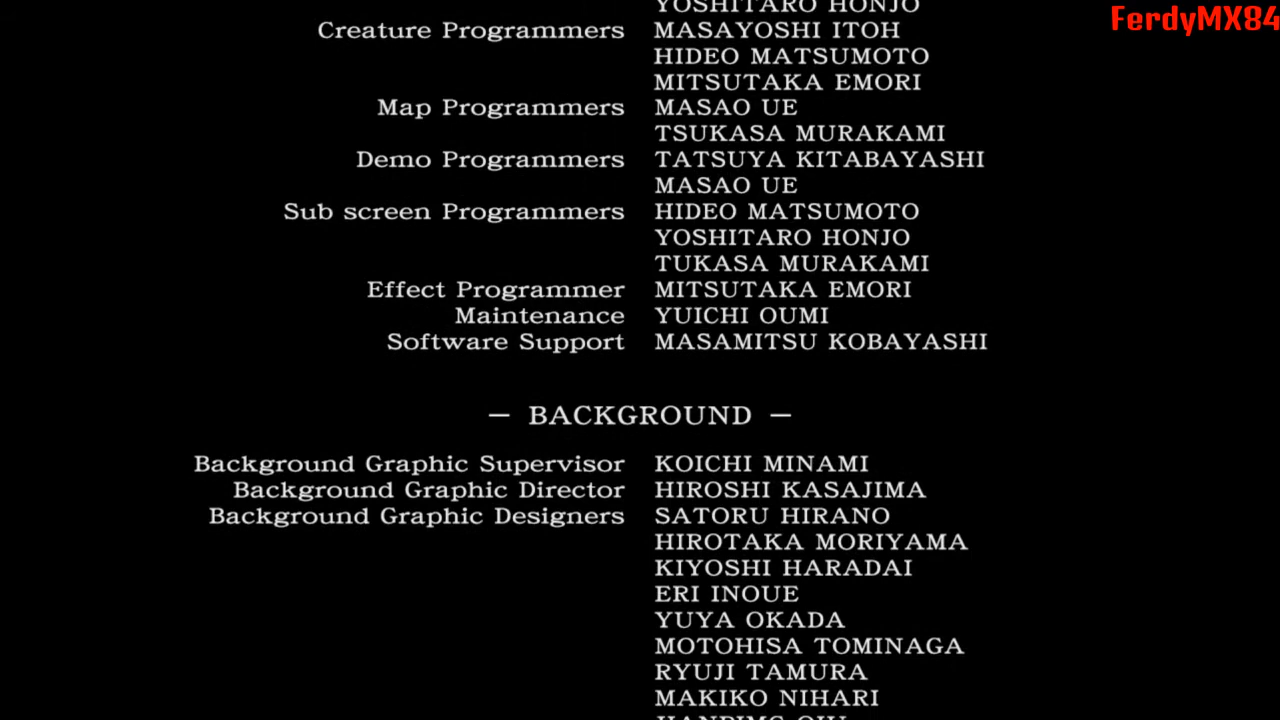 YOSHITARO HONJO
FerdyMX84
Creature Programmers MASAYOSHI ITOH
HIDEO MATSUMOTO
MITSUTAKA EMORI
Map Programmers MASAO UE
TSUKASA MURAKAMI
Demo Programmers TATSUYA KITABAYASHI
MASAO UE
Sub screen Programmers HIDEO MATSUMOTO
YOSHITARO HONJO
TUKASA MURAKAMI
Effect Programmer MITSUTAKA EMORI
Maintenance YUICHI OUMI
Software Support MASAMITSU KOBAYASHI
— BACKGROUND —
Background Graphic Supervisor KOICHI MINAMI
Background Graphic Director HIROSHI KASAJIMA
Background Graphic Designers SATORU HIRANO
HIROTAKA MORIYAMA
KIYOSHI HARADAI
ERI INOUE
YUYA OKADA
MOTOHISA TOMINAGA
RYUJI TAMURA
MAKIKO NIHARI